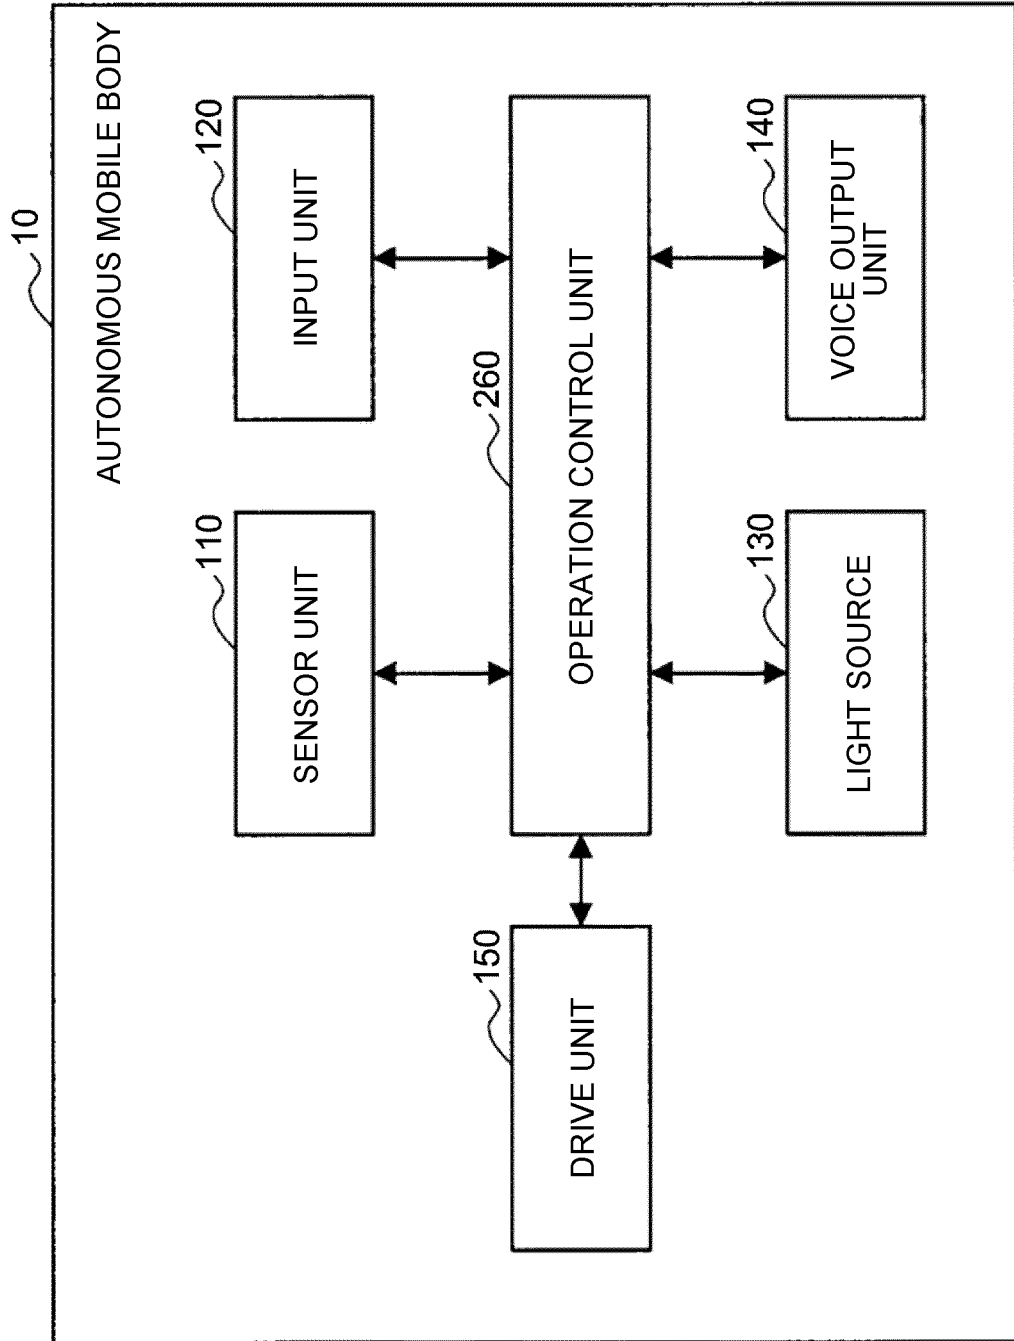 10
AUTONOMOUS MOBILE BODY
110
SENSOR UNIT
120
INPUT UNIT
150
DRIVE UNIT
260
OPERATION CONTROL UNIT
130
LIGHT SOURCE
140
VOICE OUTPUT
UNIT